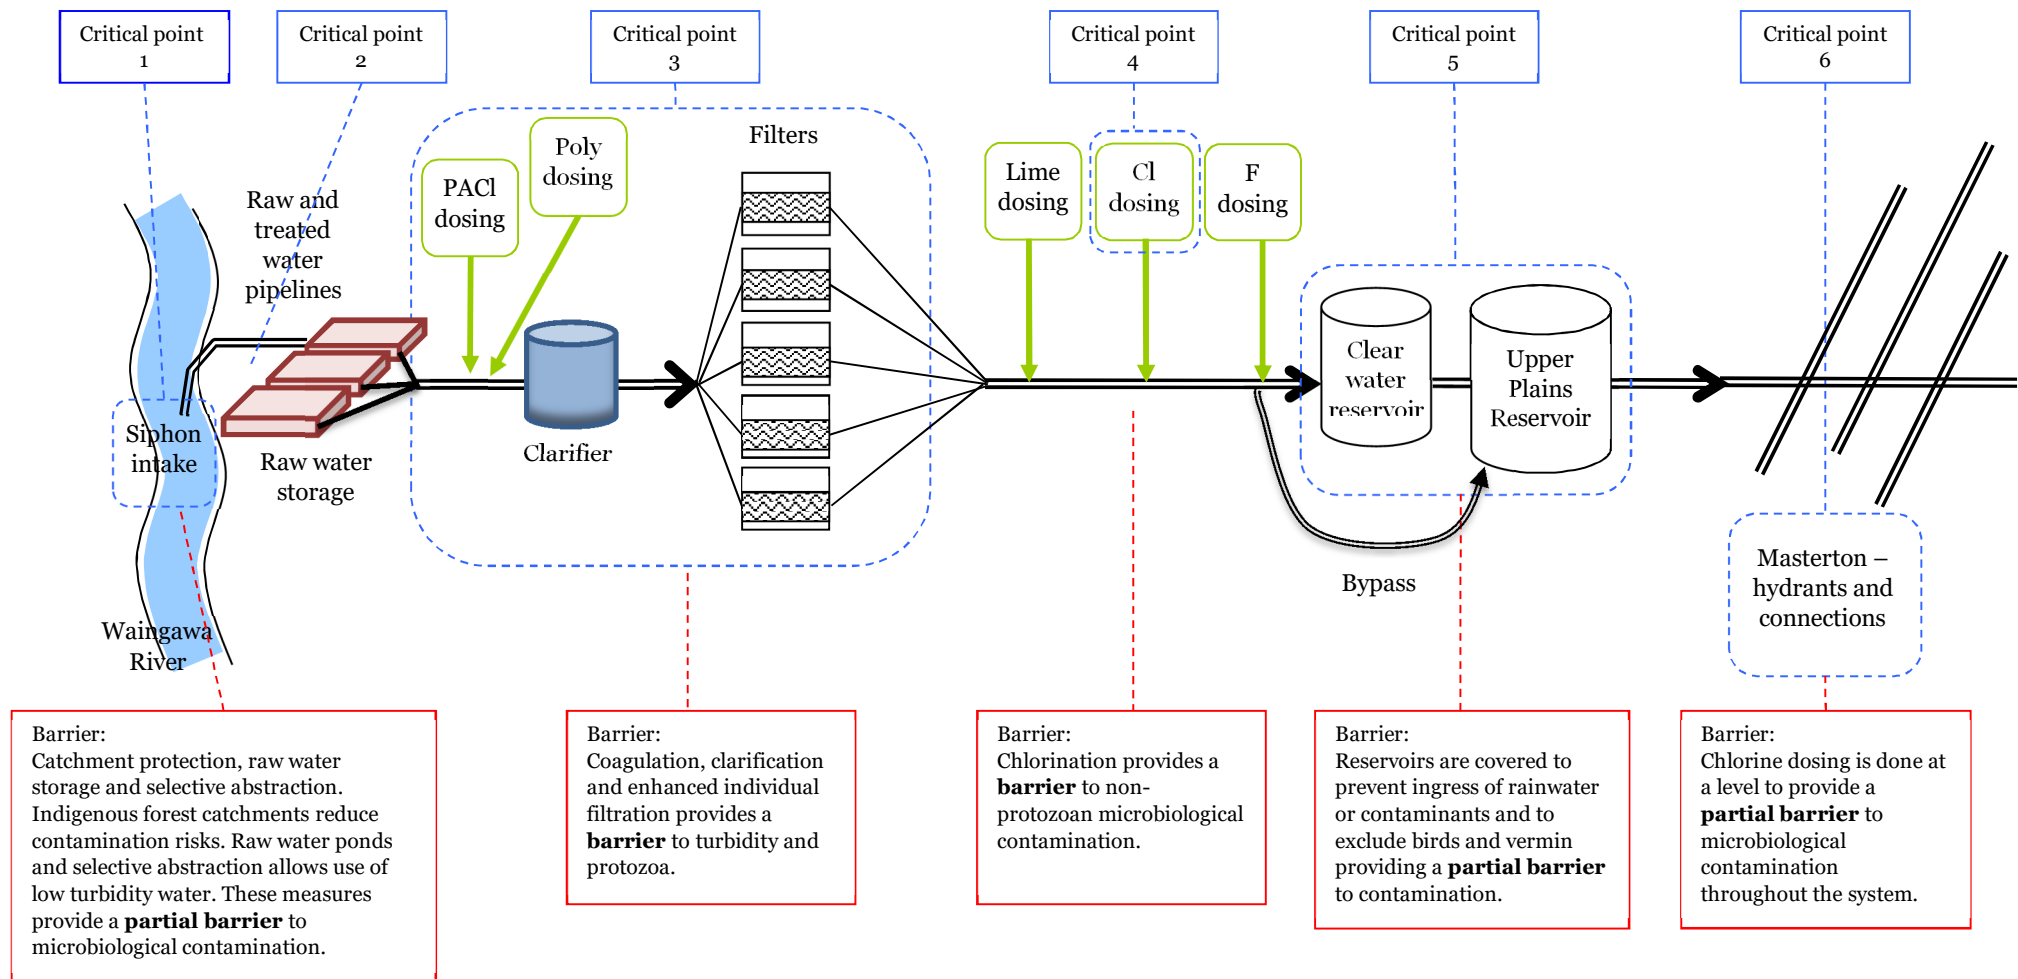 Critical point
1
Critical point
2
Critical point
3
Critical point
4
Critical point
5
Critical point
6
Raw and
treated
water
pipelines
PACl
dosing
Poly
dosing
Filters
Lime
dosing
Cl
dosing
F
dosing
Siphon
intake
Raw water
storage
Clarifier
Clear
water
reservoir
Upper
Plains
Reservoir
Bypass
Masterton –
hydrants and
connections
Waingawa
River
Barrier:
Catchment protection, raw water
storage and selective abstraction.
Indigenous forest catchments reduce
contamination risks. Raw water ponds
and selective abstraction allows use of
low turbidity water. These measures
provide a partial barrier to
microbiological contamination.
Barrier:
Coagulation, clarification
and enhanced individual
filtration provides a
barrier to turbidity and
protozoa.
Barrier:
Chlorination provides a
barrier to non-
protozoan microbiological
contamination.
Barrier:
Reservoirs are covered to
prevent ingress of rainwater
or contaminants and to
exclude birds and vermin
providing a partial barrier
to contamination.
Barrier:
Chlorine dosing is done at
a level to provide a
partial barrier to
microbiological
contamination
throughout the system.